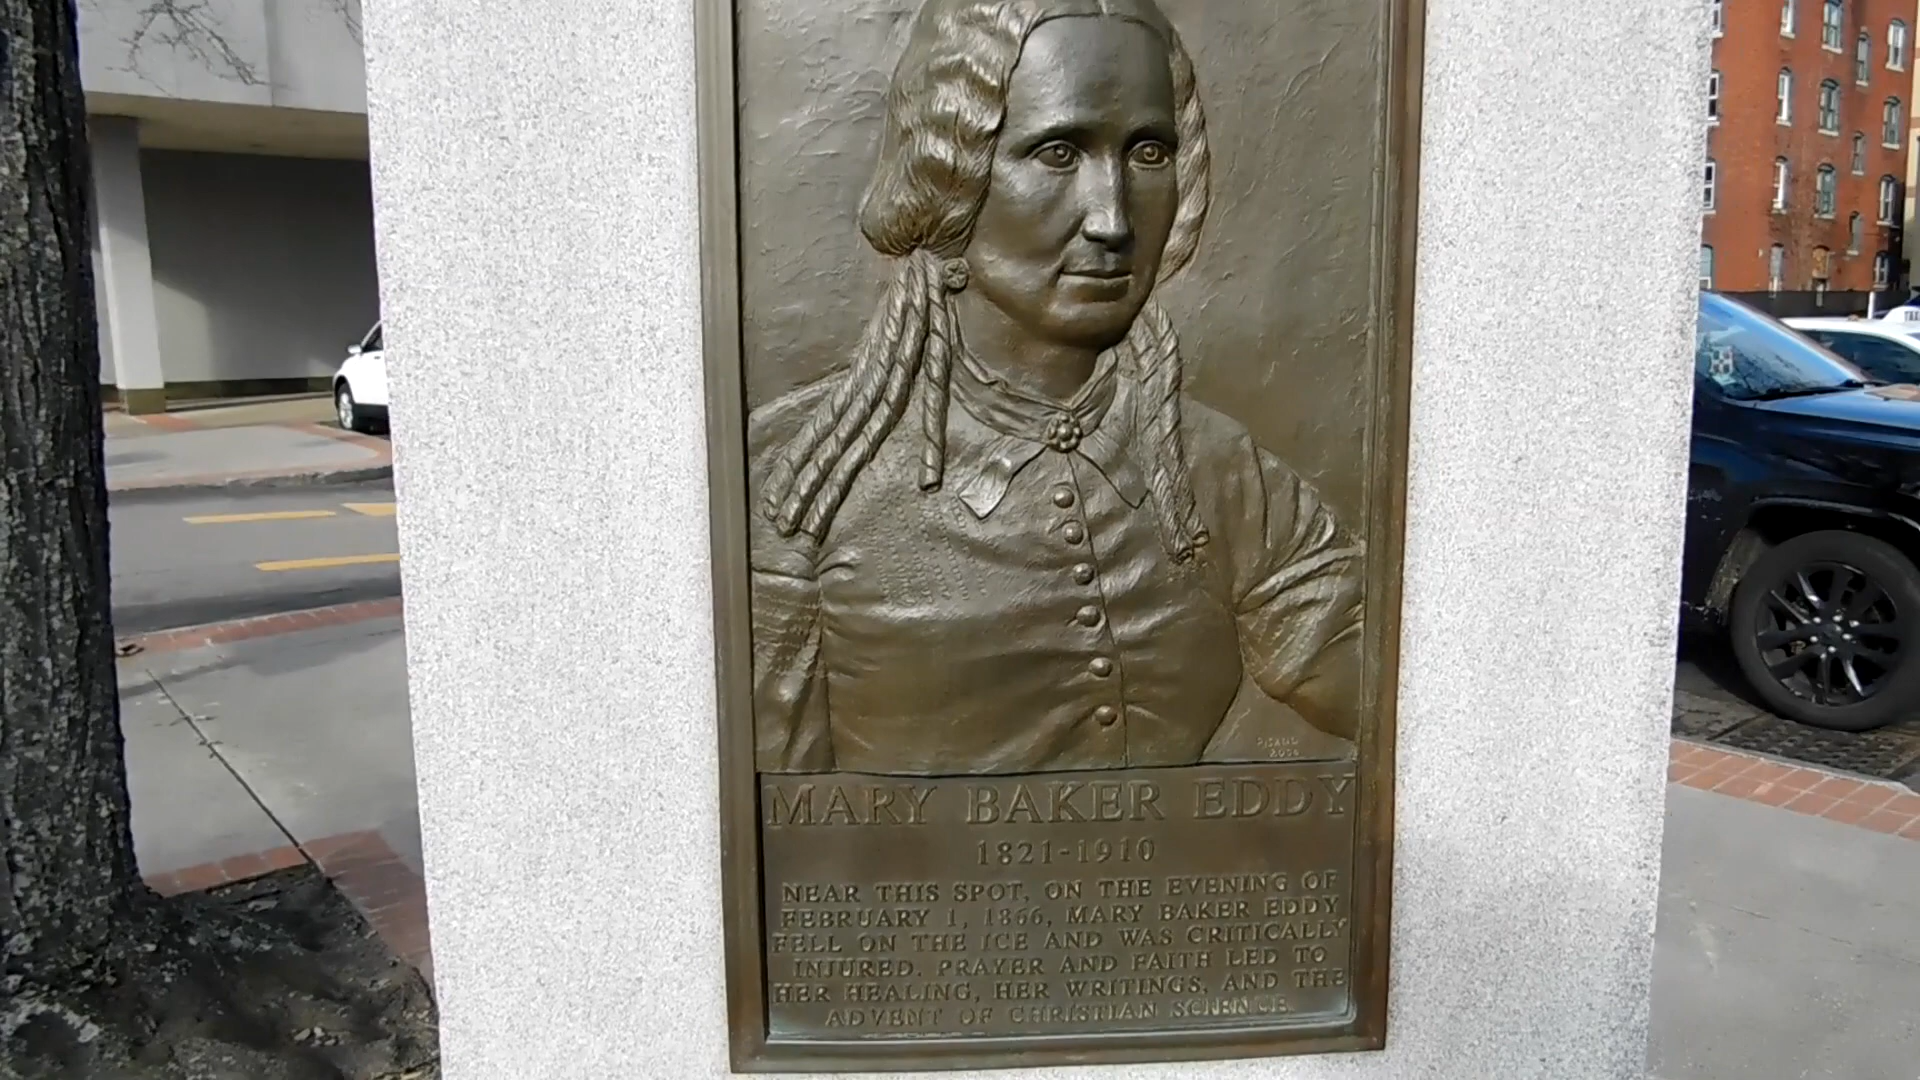 MARY BAKER EDDY
1821-1910
NEAR THIS SPOT, ON THE EVENING OF
FEBRUARY 1, 1866, MARY BAKER EDDY
FELL ON THE ICE AND WAS CRITICALLY
INJURED. PRAYER AND FAITH LED TO
HER HEALING, HER WRITINGS, AND THE
ADVENT OF CHRISTIAN SCIENCE.